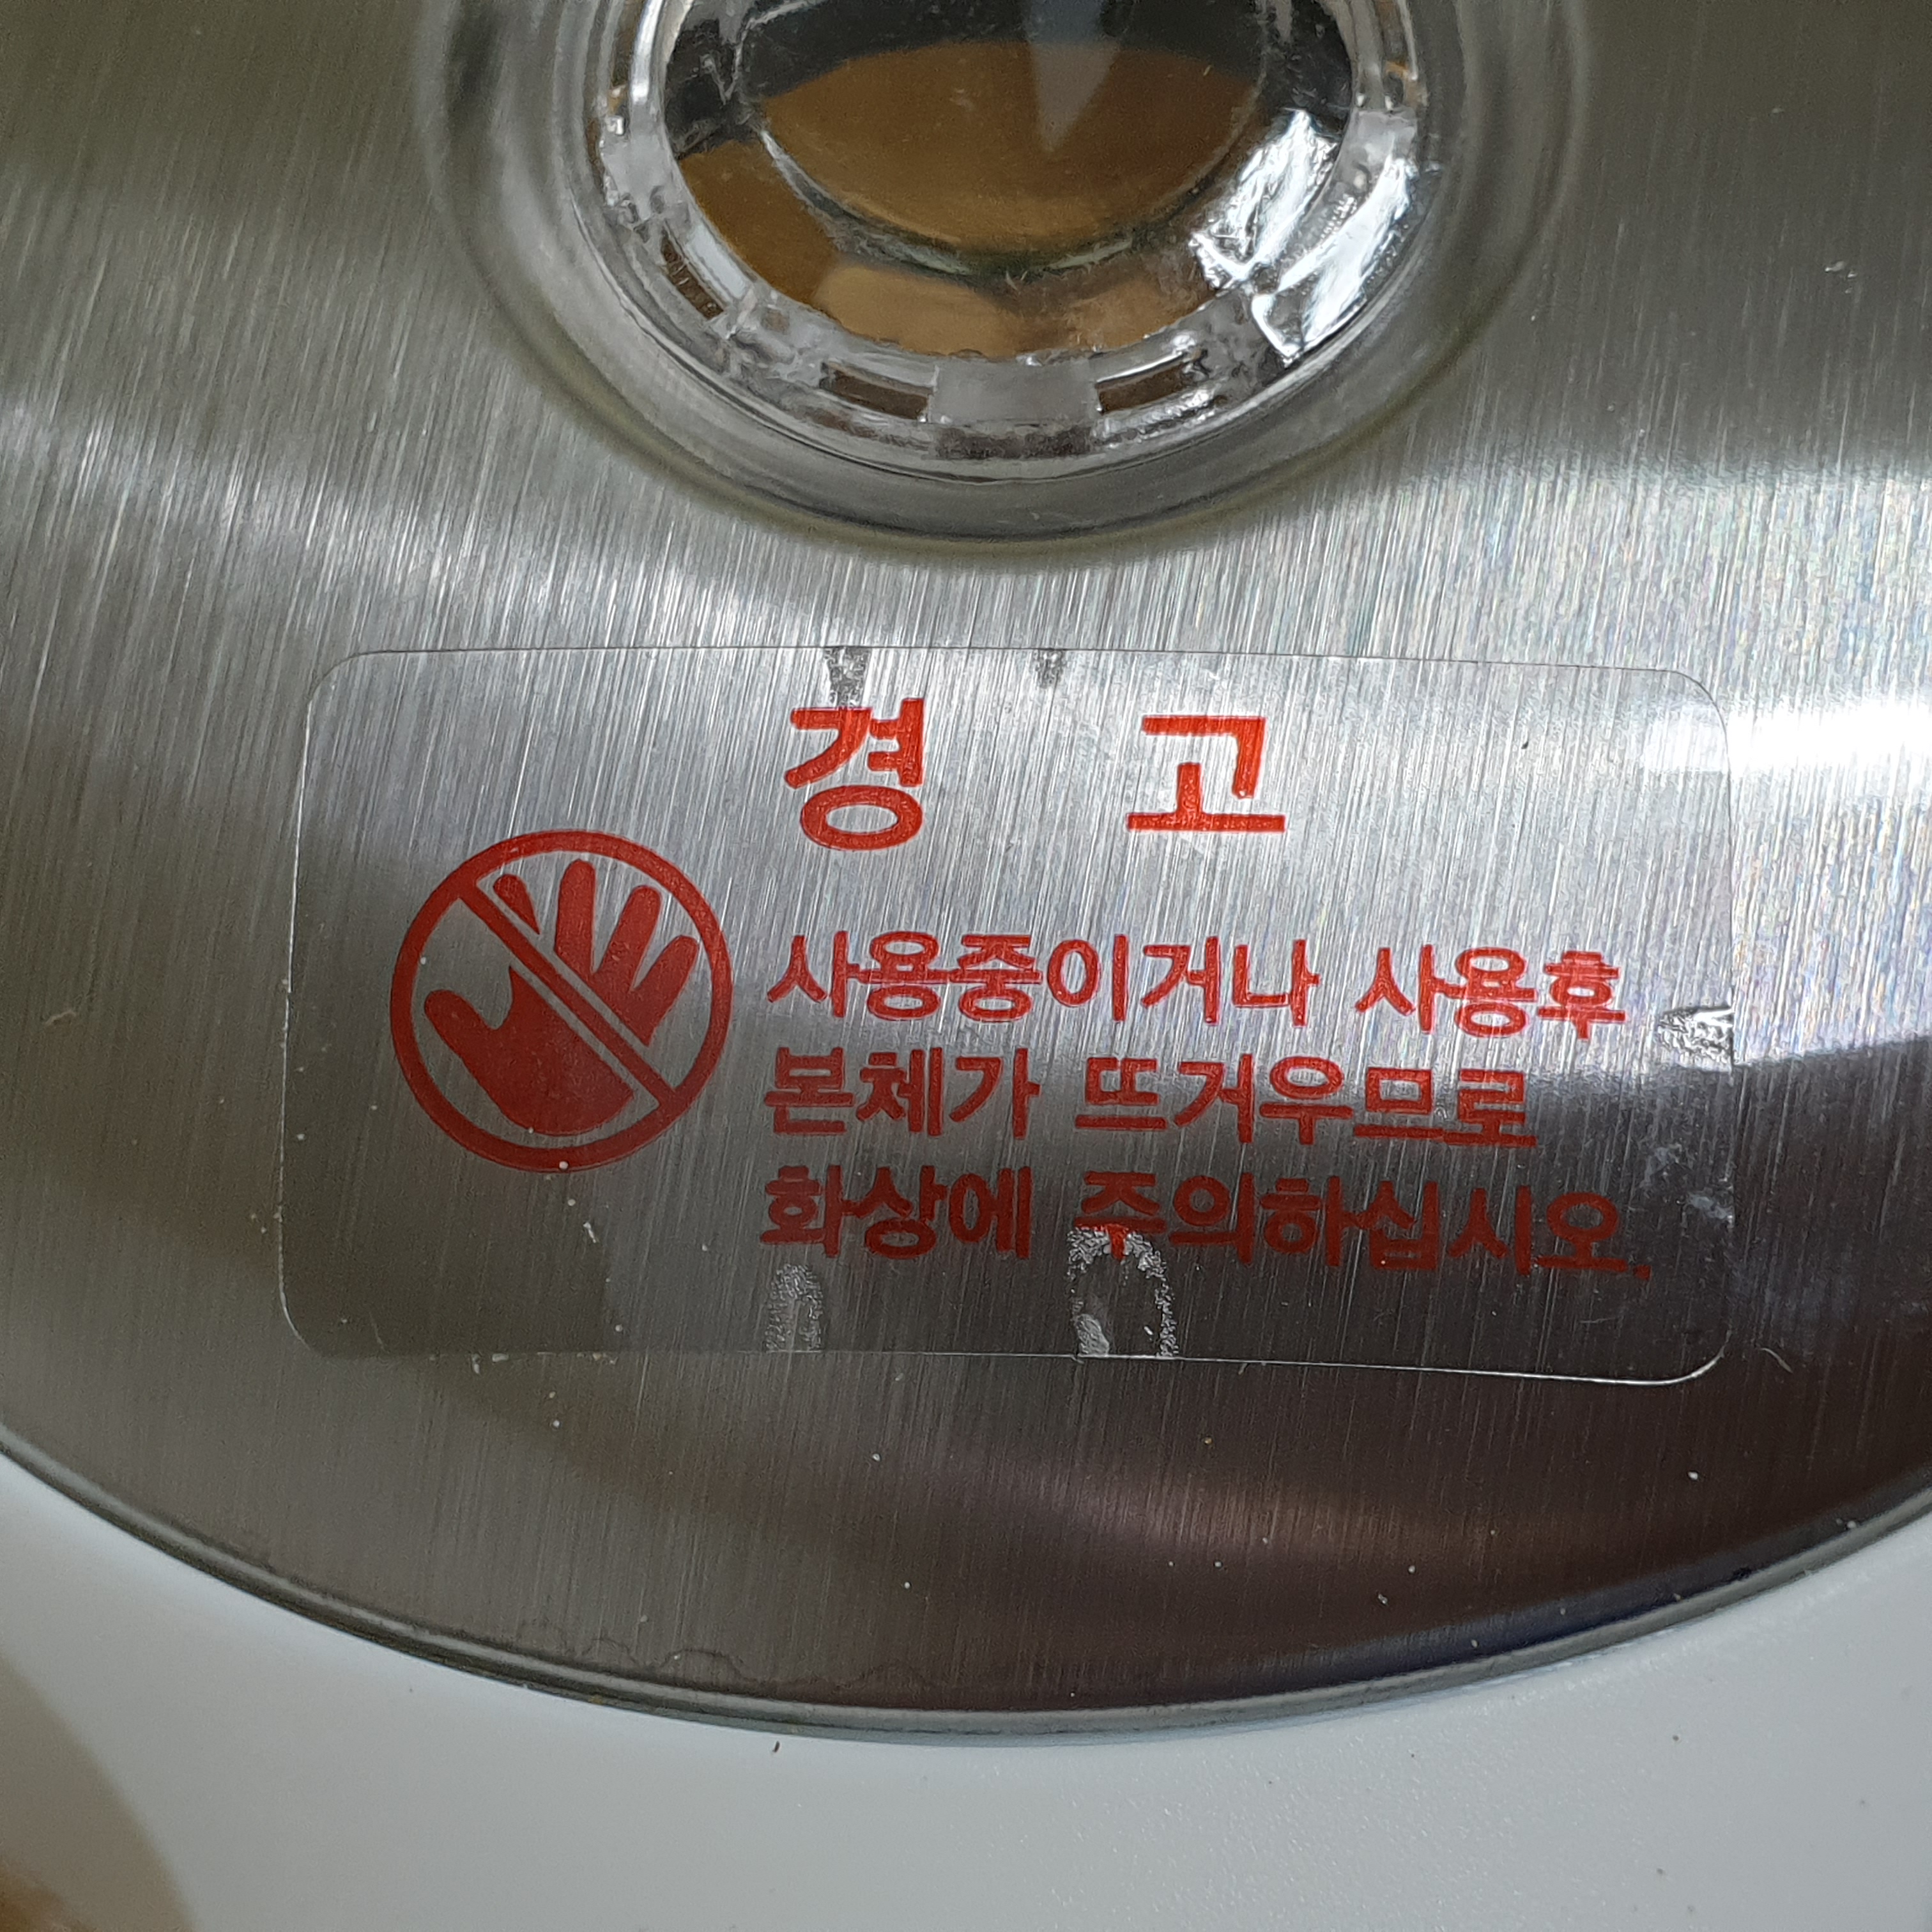 경 고
사용중이거나 사용후
본체가 뜨거우므로
화상에 주의하십시오.